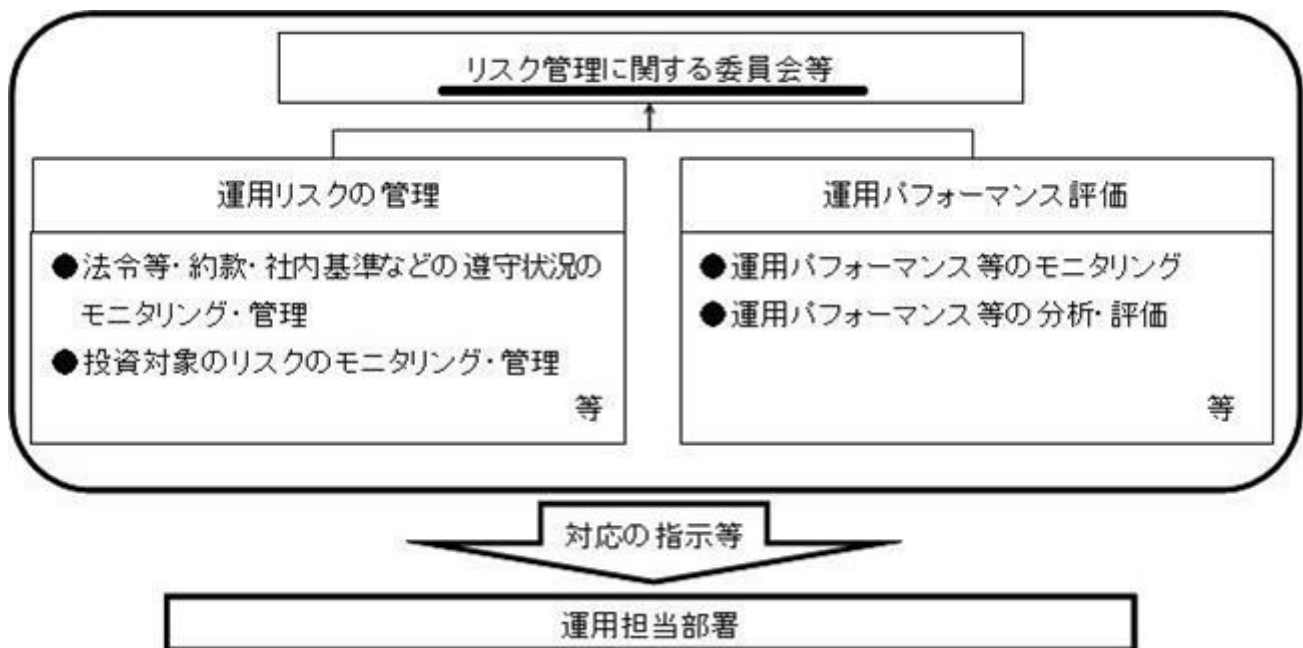 リスク管理に関する委員会等
運用リスクの管理
●法令等・約款・社内基準などの遵守状況の
モニタリング・管理
●投資対象のリスクのモニタリング・管理
等
運用パフォーマンス評価
●運用パフォーマンス等のモニタリング
●運用パフォーマンス等の分析・評価
等
対応の指示等
運用担当部署